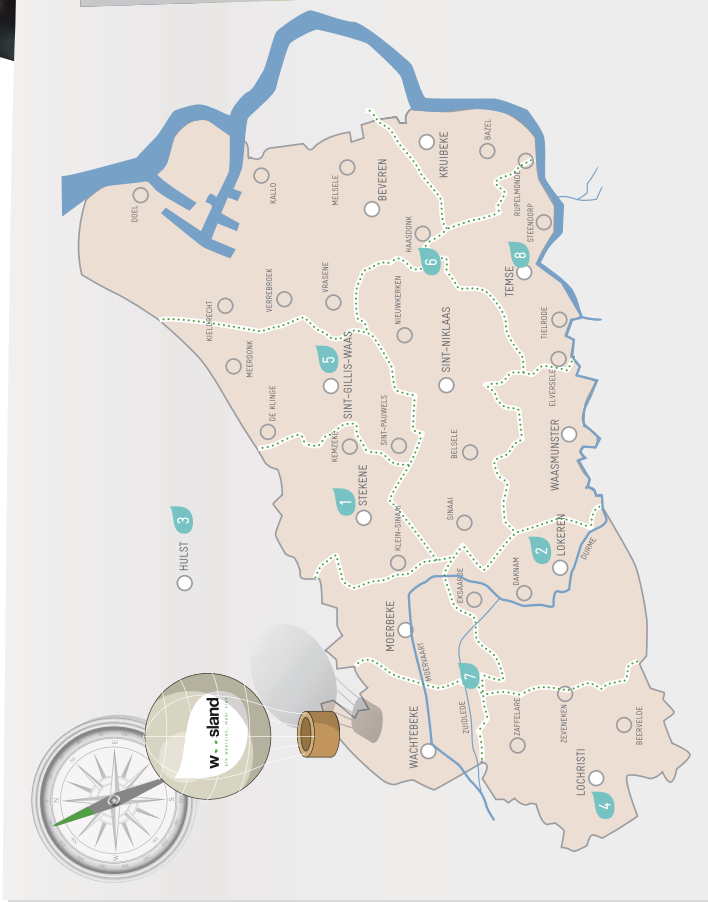 DOEL
HULST
3
KIELDRECHT
MEERDONK
KALLO
VERREBROEK
DE KLINGE
w··sland
N
E
S
W
MELSELE
VRASENE
5
SINT-GILLIS-WAAS
KEMZEKE
1
STEKENE
BEVEREN
NIEUWKERKEN
SINT-PAUWELS
KLEIN-SINAAI
MOERBEKE
HAASDONK
6
KRUIBEKE
SINT-NIKLAAS
BELSELE
SINAAI
EKSAARDE
MOERVAART
WACHTEBEKE
BAZEL
ZUIDLEDE
7
RUPELMONDE
STEENDORP
8
TEMSE
DAKNAM
ZAFFELARE
TIELRODE
ELVERSELE
WAASMUNSTER
2
LOKEREN
DURME
ZEVENEKEN
LOCHRISTI
4
BEERVELDE